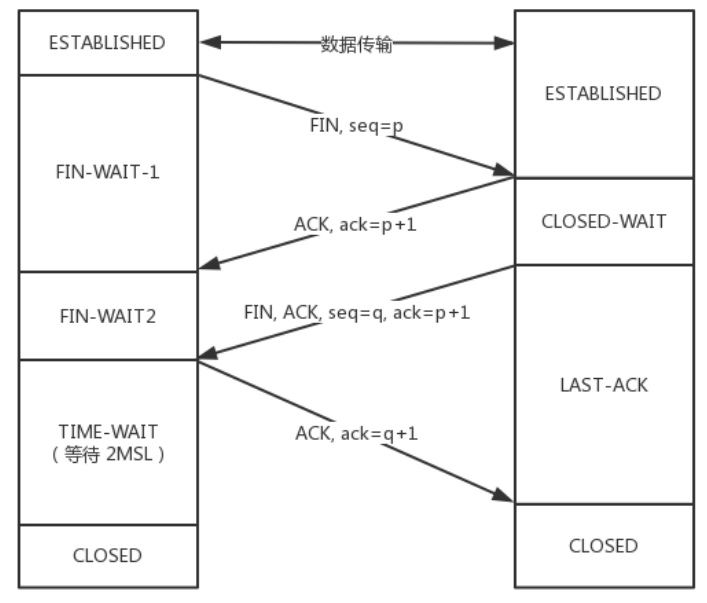 ESTABLISHED
数据传输
ESTABLISHED
FIN, seq=p
FIN-WAIT-1
ACK, ack=p+1
CLOSED-WAIT
FIN-WAIT2
FIN, ACK, seq=q, ack=p+1
LAST-ACK
TIME-WAIT
（等待 2MSL）
ACK, ack=q+1
CLOSED
CLOSED